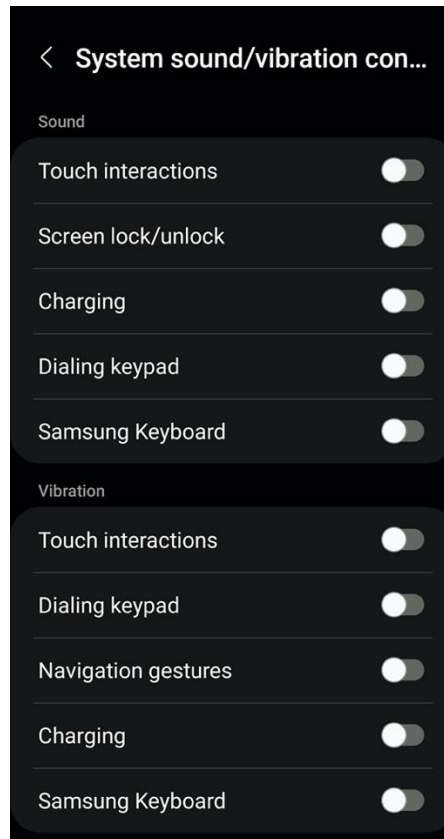 System sound/vibration con...
Sound
Touch interactions
Screen lock/unlock
Charging
Dialing keypad
Samsung Keyboard
Vibration
Touch interactions
Dialing keypad
Navigation gestures
Charging
Samsung Keyboard